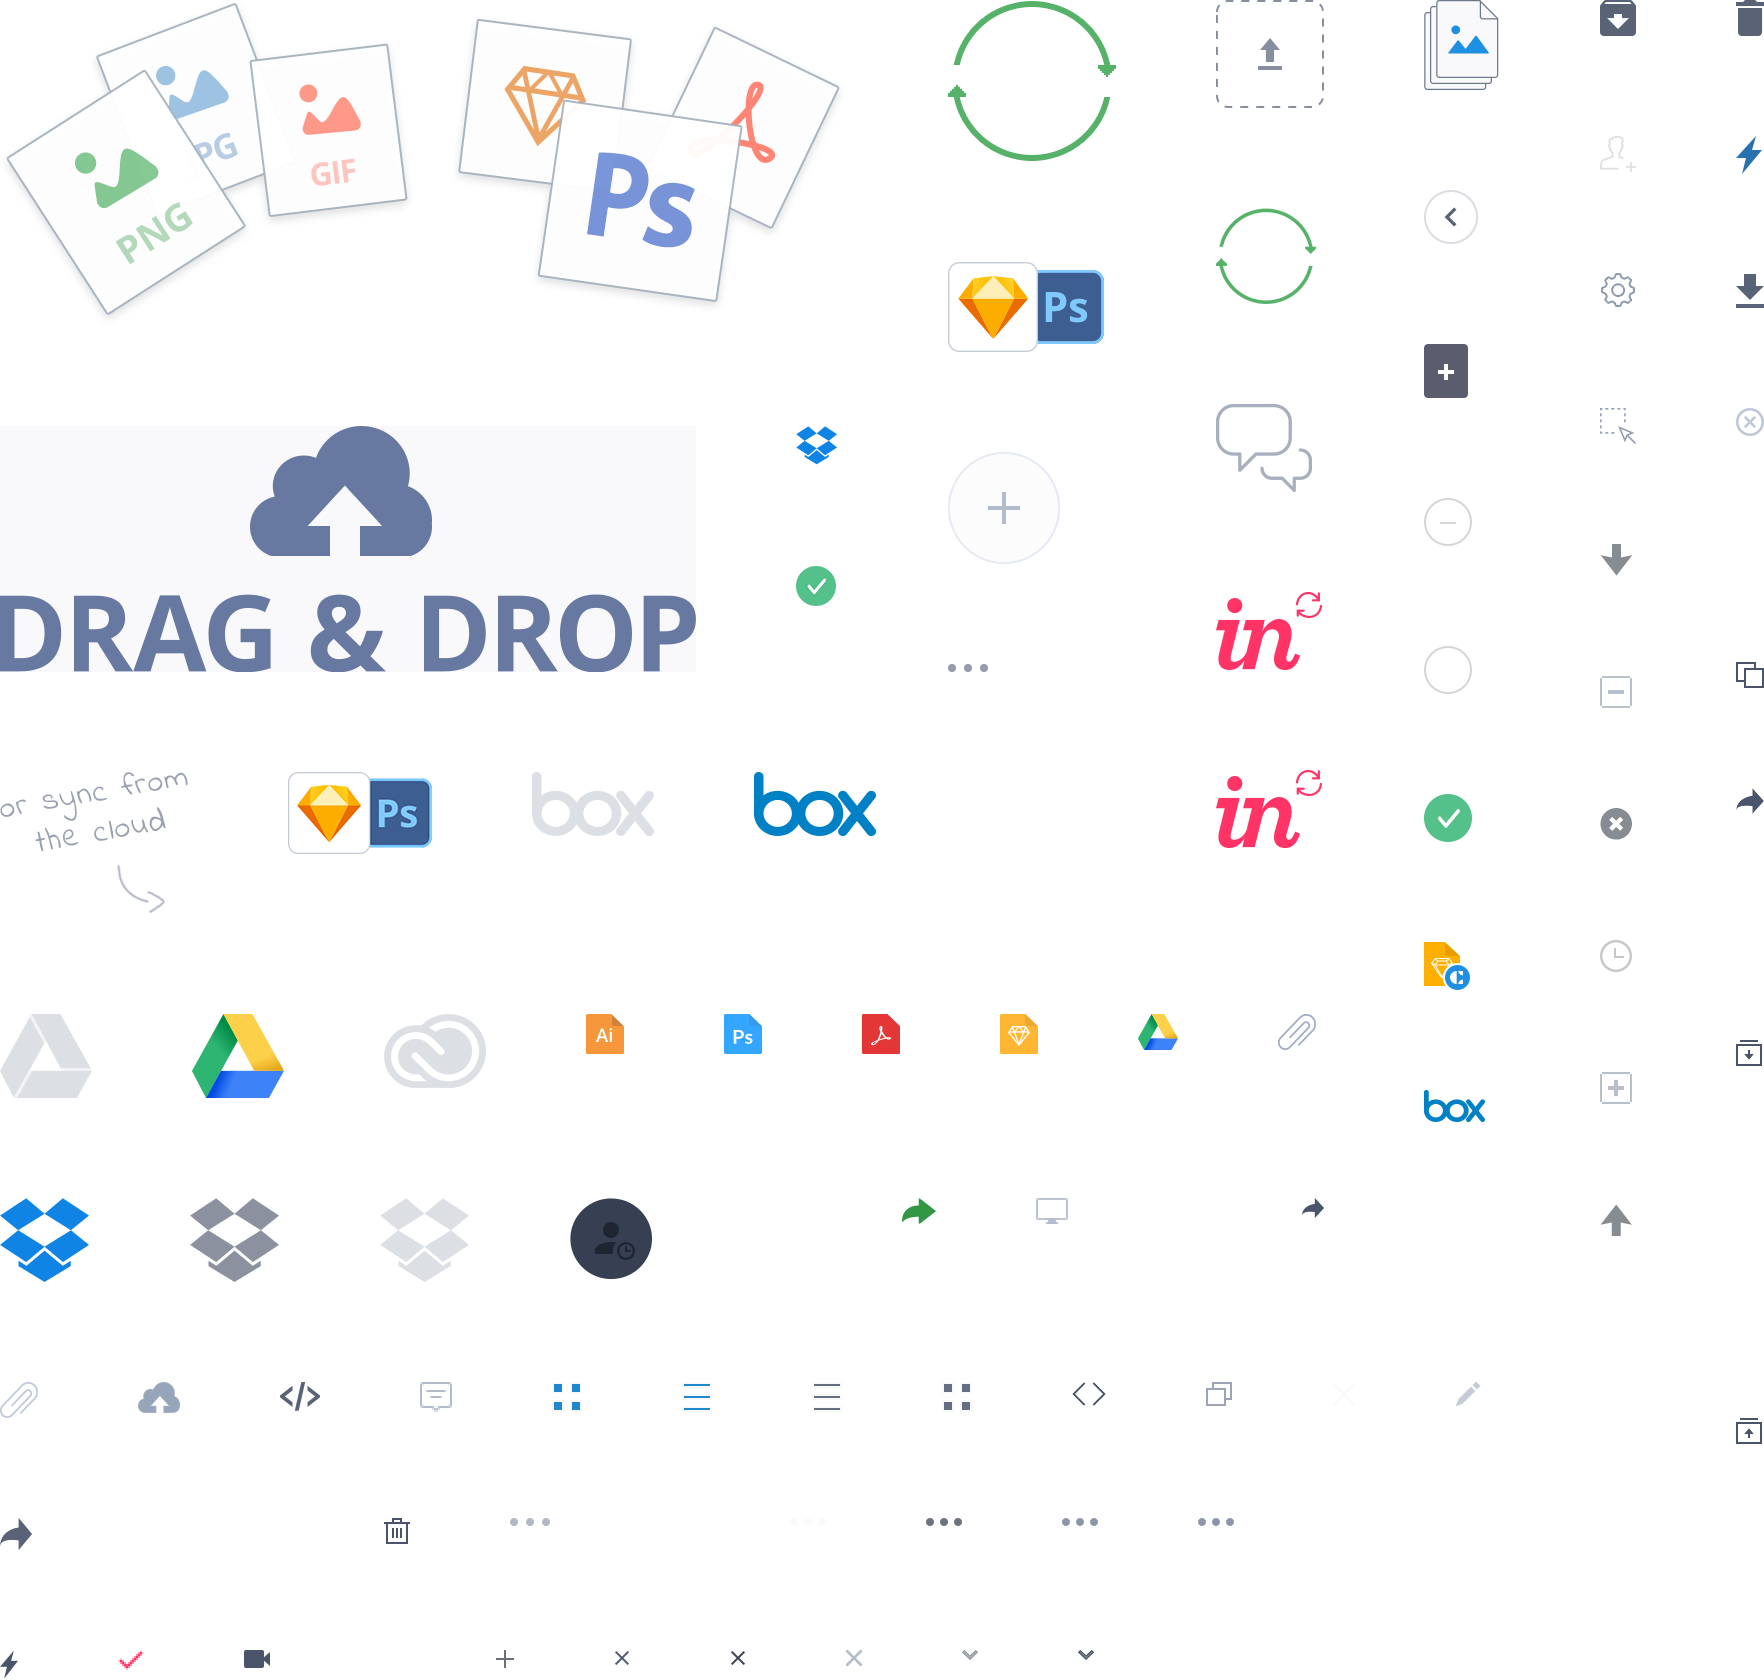 JPG
GIF
PNG
Ps
Ps
DRAG & DROP
in
or sync from
the cloud
Ps
box
box
in
Ai
Ps
box